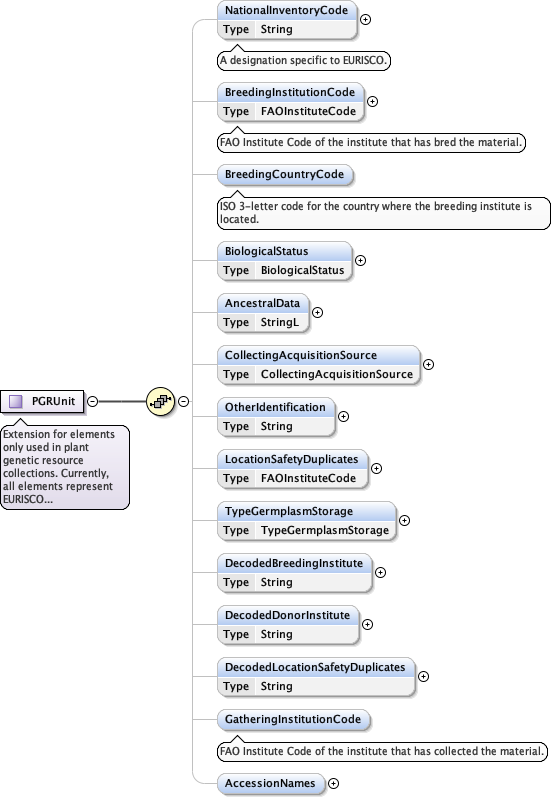 NationalInventoryCode
Type String
A designation specific to EURISCO.
BreedingInstitutionCode
Type FAOInstituteCode
FAO Institute Code of the institute that has bred the material.
BreedingCountryCode
ISO 3-letter code for the country where the breeding institute is
located.
BiologicalStatus
Type BiologicalStatus
AncestralData
Type StringL
CollectingAcquisitionSource
Type CollectingAcquisitionSource
PGRUnit
Extension for elements
only used in plant
genetic resource
collections. Currently,
all elements represent
EURISCO...
OtherIdentification
Type String
LocationSafetyDuplicates
Type FAOInstituteCode
TypeGermplasmStorage
Type TypeGermplasmStorage
DecodedBreedingInstitute
Type String
DecodedDonorInstitute
Type String
DecodedLocationSafetyDuplicates
Type String
GatheringInstitutionCode
FAO Institute Code of the institute that has collected the material.
AccessionNames